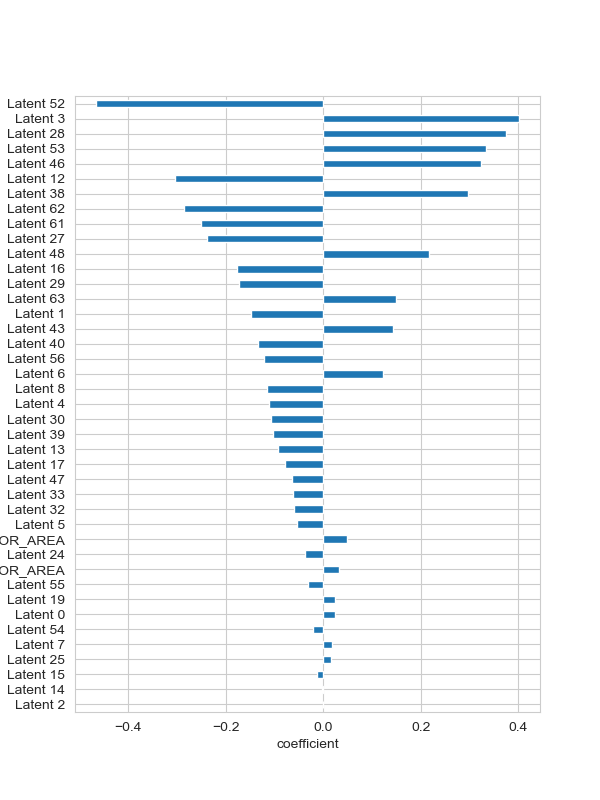 Latent 52
Latent 3
Latent 28
Latent 53
Latent 46
Latent 12
Latent 38
Latent 62
Latent 61
Latent 27
Latent 48
Latent 16
Latent 29
Latent 63
Latent 1
Latent 43
Latent 40
Latent 56
Latent 6
Latent 8
Latent 4
Latent 30
Latent 39
Latent 13
Latent 17
Latent 47
Latent 33
Latent 32
Latent 5
OR_AREA
Latent 24
OR_AREA
Latent 55
Latent 19
Latent 0
Latent 54
Latent 7
Latent 25
Latent 15
Latent 14
Latent 2
−0.4 −0.2 0.0 0.2 0.4
coefficient